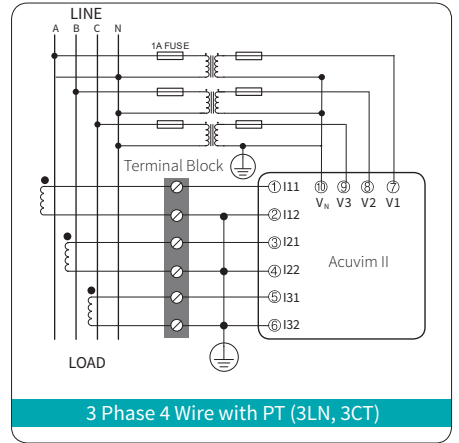 LINE
A B C N
1A FUSE
Terminal Block
⑩ ⑨ ⑧ ⑦
VN V3 V2 V1
① I11
② I12
③ I21
④ I22
⑤ I31
⑥ I32
Acuvim II
LOAD
3 Phase 4 Wire with PT (3LN, 3CT)